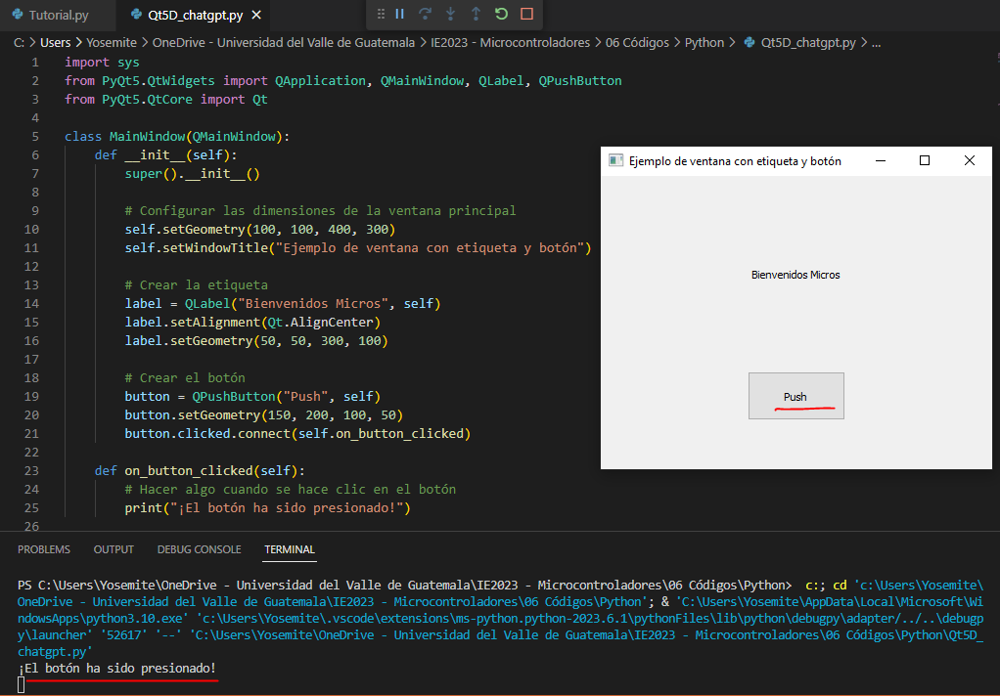 Tutorial.py
Qt5D_chatgpt.py
C: > Users > Yosemite > OneDrive - Universidad del Valle de Guatemala > IE2023 - Microcontroladores > 06 Códigos > Python > Qt5D_chatgpt.py > ...
1 import sys
2 from PyQt5.QtWidgets import QApplication, QMainWindow, QLabel, QPushButton
3 from PyQt5.QtCore import Qt
4
5 class MainWindow(QMainWindow):
6 def __init__(self):
7 super().__init__()
8
9 # Configurar las dimensiones de la ventana principal
10 self.setGeometry(100, 100, 400, 300)
11 self.setWindowTitle("Ejemplo de ventana con etiqueta y botón")
12
13 # Crear la etiqueta
14 label = QLabel("Bienvenidos Micros", self)
15 label.setAlignment(Qt.AlignCenter)
16 label.setGeometry(50, 50, 300, 100)
17
18 # Crear el botón
19 button = QPushButton("Push", self)
20 button.setGeometry(150, 200, 100, 50)
21 button.clicked.connect(self.on_button_clicked)
22
23 def on_button_clicked(self):
24 # Hacer algo cuando se hace clic en el botón
25 print("¡El botón ha sido presionado!")
26
Ejemplo de ventana con etiqueta y botón
Bienvenidos Micros
Push
PROBLEMS OUTPUT DEBUG CONSOLE TERMINAL
PS C:\Users\Yosemite\OneDrive - Universidad del Valle de Guatemala\IE2023 - Microcontroladores\06 Códigos\Python> c:; cd 'c:\Users\Yosemite\
OneDrive - Universidad del Valle de Guatemala\IE2023 - Microcontroladores\06 Códigos\Python'; & 'C:\Users\Yosemite\AppData\Local\Microsoft\Wi
ndowsApps\python3.10.exe' 'c:\Users\Yosemite\.vscode\extensions\ms-python.python-2023.6.1\pythonFiles\lib\python\debugpy\adapter/../..\debugp
y\launcher' '52617' '--' 'C:\Users\Yosemite\OneDrive - Universidad del Valle de Guatemala\IE2023 - Microcontroladores\06 Códigos\Python\Qt5D_
chatgpt.py'
¡El botón ha sido presionado!